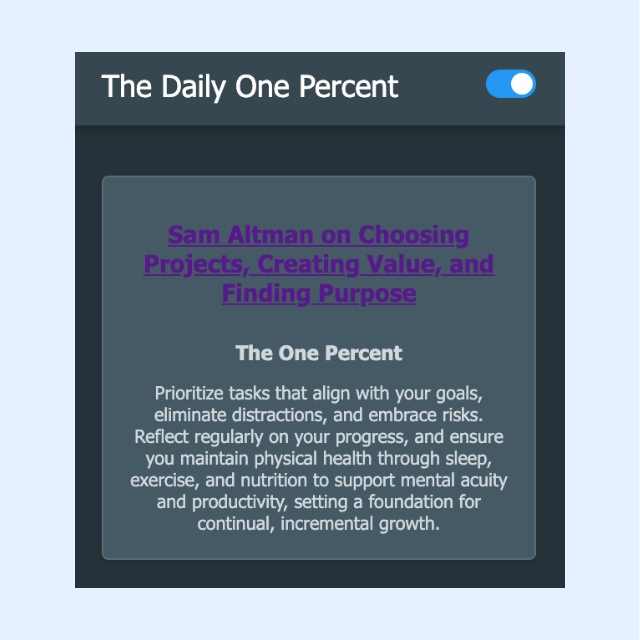 The Daily One Percent
Sam Altman on Choosing
Projects, Creating Value, and
Finding Purpose
The One Percent
Prioritize tasks that align with your goals,
eliminate distractions, and embrace risks.
Reflect regularly on your progress, and ensure
you maintain physical health through sleep,
exercise, and nutrition to support mental acuity
and productivity, setting a foundation for
continual, incremental growth.